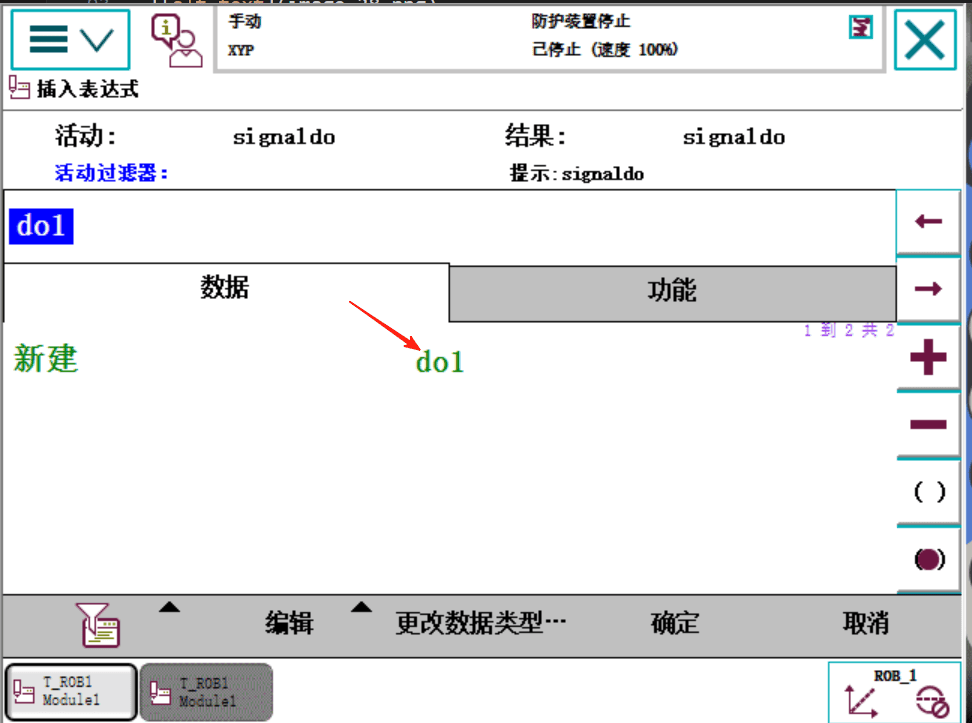 手动
XYP
防护装置停止
已停止 (速度 100%)
插入表达式
活动: signaldo 结果: signaldo
活动过滤器: 提示:signaldo
do1
数据 功能
1 到 2 共 2
新建 do1
( )
编辑 更改数据类型… 确定 取消
T_ROB1
Module1
T_ROB1
Module1
ROB_1